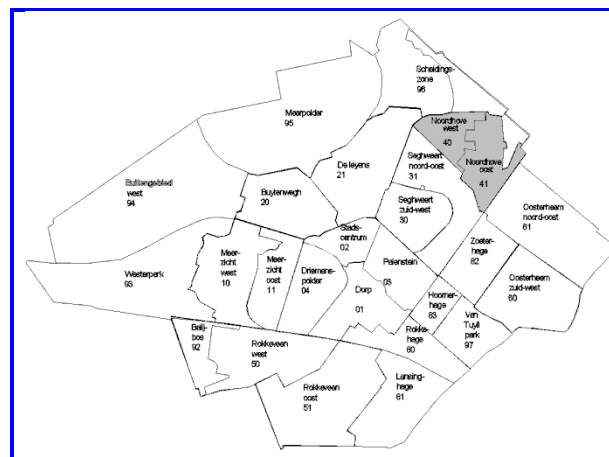 Scheidings-
zone
96
Meerpolder
95
Noordhove
west
40
Noordhove
oost
41
De leyens
21
Seghwaert
noord-oost
31
Buitengebied
west
94
Buytenwegh
20
Seghwaert
zuid-west
30
Oosterheem
noord-oost
61
Stads-
centrum
02
Zoeter-
hage
82
Meer-
zicht
west
10
Meer-
zicht
oost
11
Driemans-
polder
04
Palenstein
03
Westerpark
93
Oosterheem
zuid-west
60
Dorp
01
Hoorner-
hage
83
Van
Tuyll
park
97
Rokke-
hage
80
Balij-
bos
92
Rokkeveen
west
50
Lansing-
hage
81
Rokkeveen
oost
51